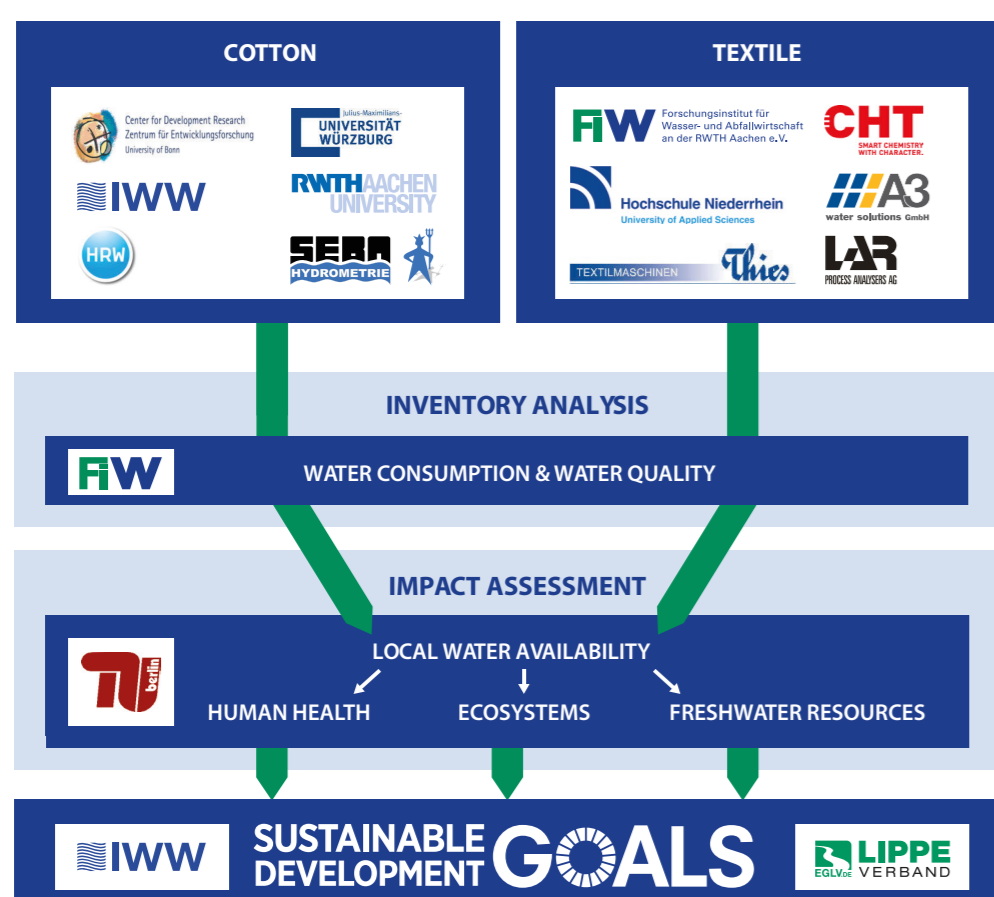 COTTON
Center for Development Research
Zentrum für Entwicklungsforschung
University of Bonn
Julius-Maximilians-
UNIVERSITÄT
WÜRZBURG
IWW
RWTHAACHEN
UNIVERSITY
HRW
SEBA
HYDROMETRIE
TEXTILE
FiW
Forschungsinstitut für
Wasser- und Abfallwirtschaft
an der RWTH Aachen e.V.
CHT
SMART CHEMISTRY
WITH CHARACTER.
Hochschule Niederrhein
University of Applied Sciences
A3
water solutions GmbH
TEXTILMASCHINEN
Thies
LAR
PROCESS ANALYSERS AG
INVENTORY ANALYSIS
FiW
WATER CONSUMPTION & WATER QUALITY
IMPACT ASSESSMENT
TU
berlin
LOCAL WATER AVAILABILITY
HUMAN HEALTH
ECOSYSTEMS
FRESHWATER RESOURCES
IWW
SUSTAINABLE
DEVELOPMENT
GOALS
EGLV.DE
LIPPE
VERBAND